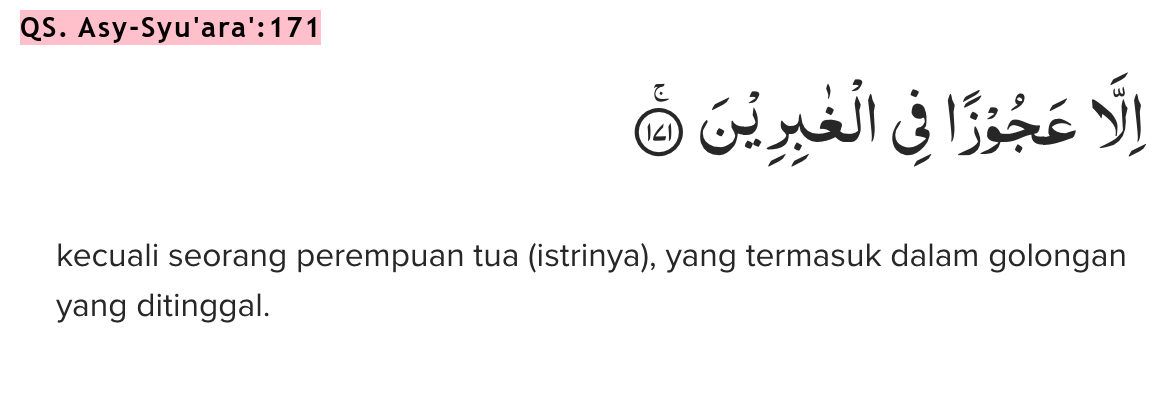 QS. Asy-Syu'ara':171
اِلَّا عَجُوْزًا فِى الْغٰبِرِيْنَ ۚ ١٧١
kecuali seorang perempuan tua (istrinya), yang termasuk dalam golongan
yang ditinggal.